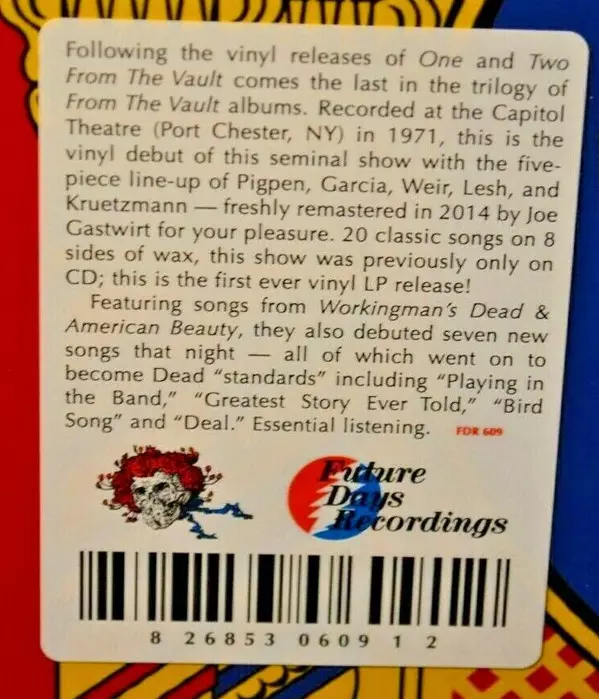 Following the vinyl releases of One and Two
From The Vault comes the last in the trilogy of
From The Vault albums. Recorded at the Capitol
Theatre (Port Chester, NY) in 1971, this is the
vinyl debut of this seminal show with the five-
piece line-up of Pigpen, Garcia, Weir, Lesh, and
Kruetzmann — freshly remastered in 2014 by Joe
Gastwirt for your pleasure. 20 classic songs on 8
sides of wax, this show was previously only on
CD; this is the first ever vinyl LP release!
Featuring songs from Workingman's Dead &
American Beauty, they also debuted seven new
songs that night — all of which went on to
become Dead "standards" including "Playing in
the Band," "Greatest Story Ever Told," "Bird
Song" and "Deal." Essential listening. FDR 609
Future
Days
Recordings
8 26853 0609 1 2